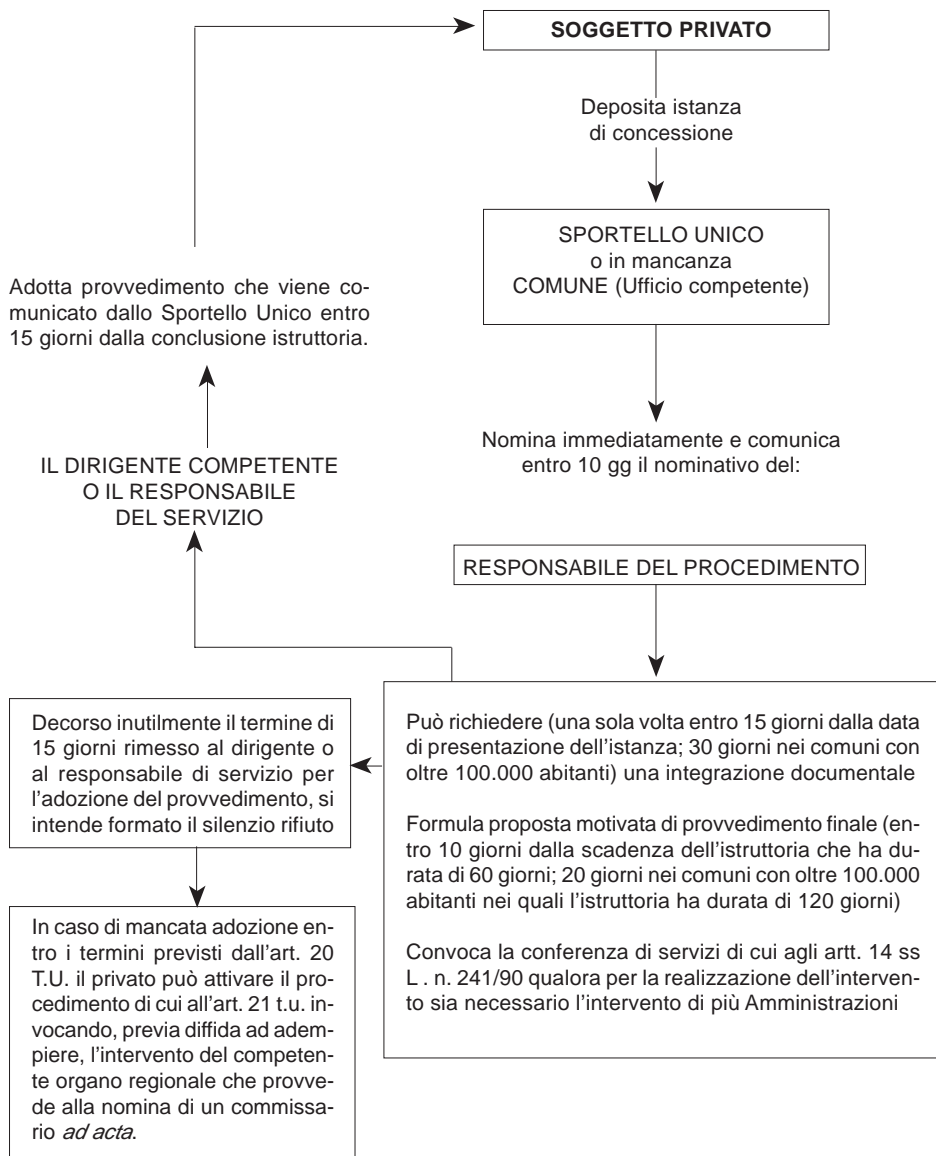 SOGGETTO PRIVATO
Deposita istanza
di concessione
SPORTELLO UNICO
o in mancanza
COMUNE (Ufficio competente)
Nomina immediatamente e comunica
entro 10 gg il nominativo del:
RESPONSABILE DEL PROCEDIMENTO
Può richiedere (una sola volta entro 15 giorni dalla data
di presentazione dell'istanza; 30 giorni nei comuni con
oltre 100.000 abitanti) una integrazione documentale
Formula proposta motivata di provvedimento finale (en-
tro 10 giorni dalla scadenza dell'istruttoria che ha du-
rata di 60 giorni; 20 giorni nei comuni con oltre 100.000
abitanti nei quali l'istruttoria ha durata di 120 giorni)
Convoca la conferenza di servizi di cui agli artt. 14 ss
L . n. 241/90 qualora per la realizzazione dell'interven-
to sia necessario l'intervento di più Amministrazioni
IL DIRIGENTE COMPETENTE
O IL RESPONSABILE
DEL SERVIZIO
Adotta provvedimento che viene co-
municato dallo Sportello Unico entro
15 giorni dalla conclusione istruttoria.
Decorso inutilmente il termine di
15 giorni rimesso al dirigente o
al responsabile di servizio per
l'adozione del provvedimento, si
intende formato il silenzio rifiuto
In caso di mancata adozione en-
tro i termini previsti dall'art. 20
T.U. il privato può attivare il pro-
cedimento di cui all'art. 21 t.u. in-
vocando, previa diffida ad adem-
piere, l'intervento del competen-
te organo regionale che provve-
de alla nomina di un commissa-
rio ad acta.